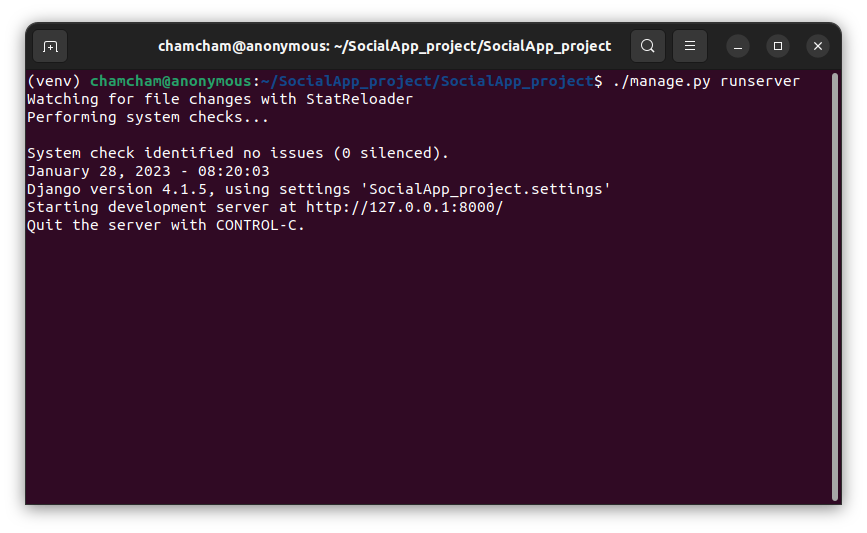 chamcham@anonymous: ~/SocialApp_project/SocialApp_project
(venv) chamcham@anonymous:~/SocialApp_project/SocialApp_project$ ./manage.py runserver
Watching for file changes with StatReloader
Performing system checks...
System check identified no issues (0 silenced).
January 28, 2023 - 08:20:03
Django version 4.1.5, using settings 'SocialApp_project.settings'
Starting development server at http://127.0.0.1:8000/
Quit the server with CONTROL-C.